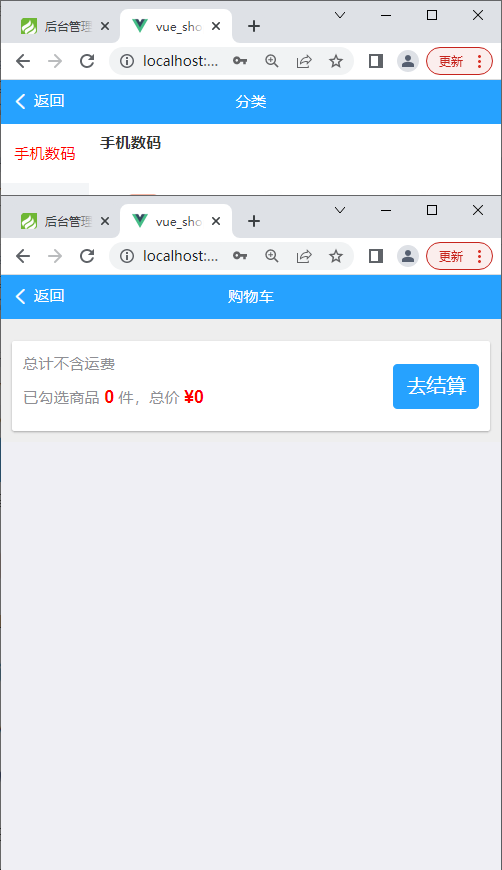 后台管理
vue_sho
localhost:...
更新
返回
分类
手机数码
手机数码
后台管理
vue_sho
localhost:...
更新
返回
购物车
总计不含运费
已勾选商品 0 件，总价 ¥0
去结算